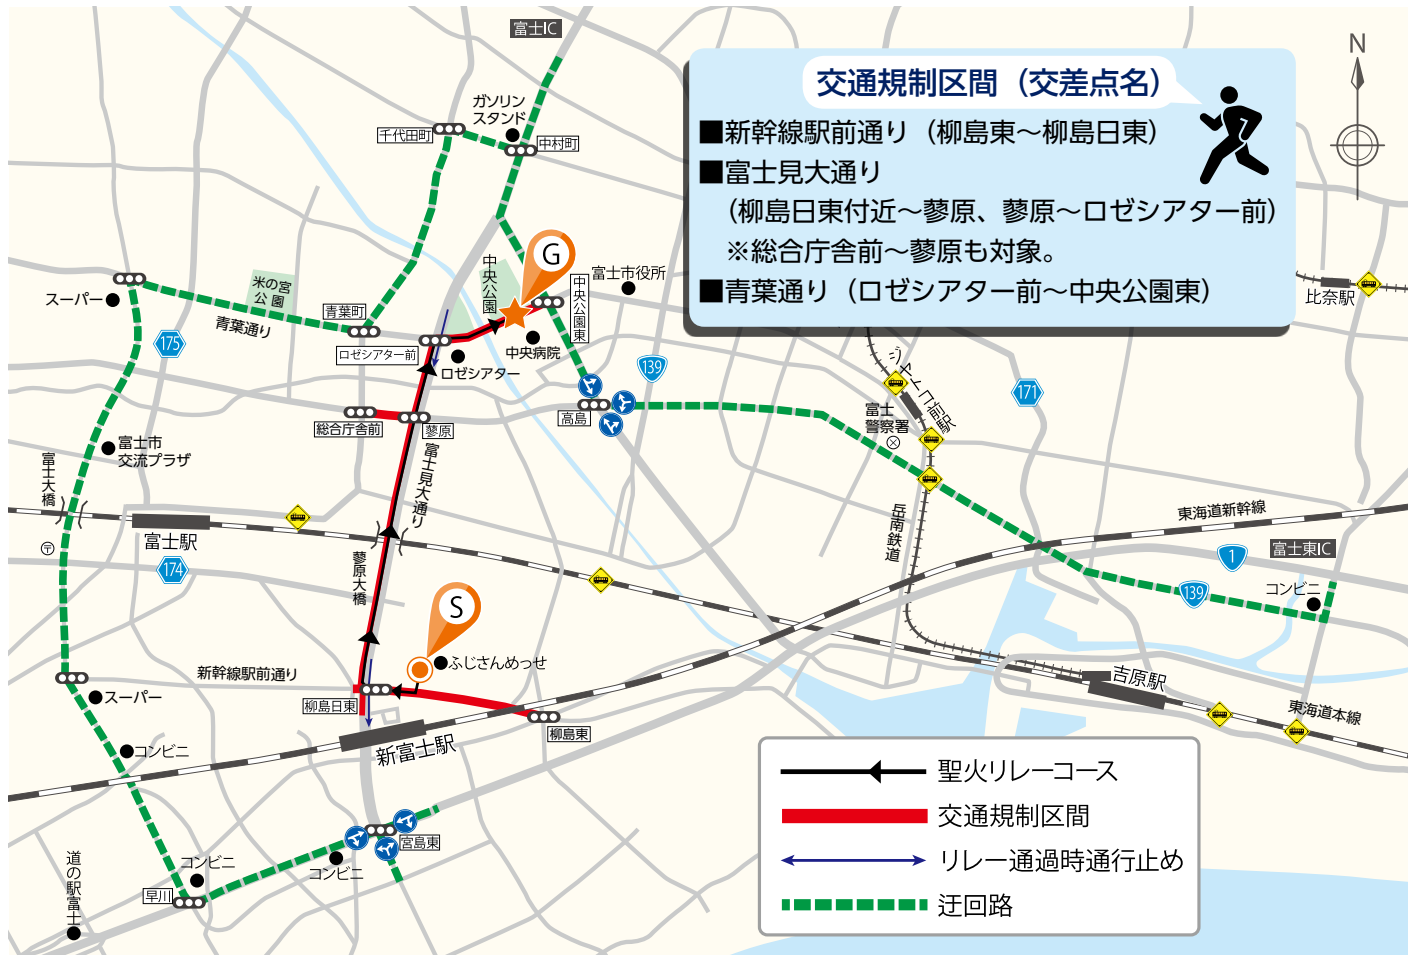 富士IC
N
交通規制区間（交差点名）
■新幹線駅前通り（柳島東～柳島日東）
■富士見大通り
（柳島日東付近～蓼原、蓼原～ロゼシアター前）
※総合庁舎前～蓼原も対象。
■青葉通り（ロゼシアター前～中央公園東）
ガソリン
スタンド
千代田町
中村町
G
中央公園
富士市役所
中央公園東
米の宮
公園
スーパー
青葉町
青葉通り
175
ロゼシアター前
ロゼシアター
中央病院
139
比奈駅
ジヤトコ前駅
171
総合庁舎前
蓼原
高島
富士
警察署
富士市
交流プラザ
富士大橋
富士見大通り
富士駅
岳南鉄道
東海道新幹線
富士東IC
1
174
蓼原大橋
139
コンビニ
S
ふじさんめっせ
新幹線駅前通り
吉原駅
スーパー
柳島日東
柳島東
東海道本線
コンビニ
新富士駅
聖火リレーコース
交通規制区間
リレー通過時通行止め
迂回路
宮島東
コンビニ
コンビニ
早川
道の駅富士